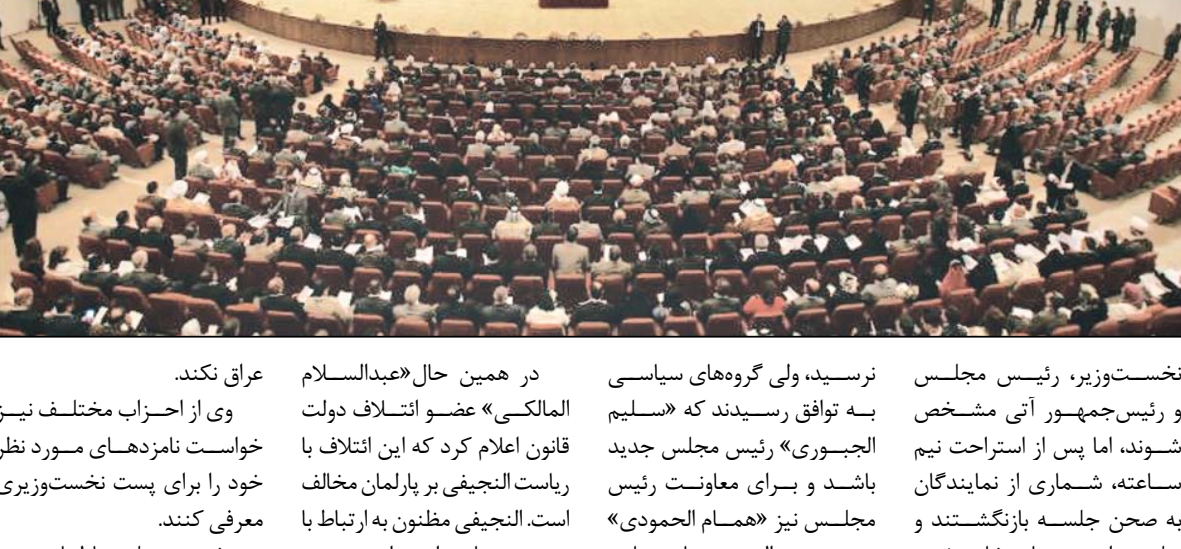 نخست‌وزیر، رئیس مجلس
و رئیس‌جمهور آتی مشخص
شوند، اما پس از استراحت نیم
ساعته، شماری از نمایندگان
به صحن جلسه بازنگشتند و
نرسید، ولی گروه‌های سیاسی
به توافق رسیدند که «سلیم
الجبوری» رئیس مجلس جدید
باشد و برای معاونت رئیس
مجلس نیز «همام الحمودی»
در همین حال«عبدالسلام
المالکی» عضو ائتلاف دولت
قانون اعلام کرد که این ائتلاف با
ریاست النجیفی بر پارلمان مخالف
است. النجیفی مظنون به ارتباط با
عراق نکند.
وی از احزاب مختلف نیز
خواست نامزدهای مورد نظر
خود را برای پست نخست‌وزیری
معرفی کنند.